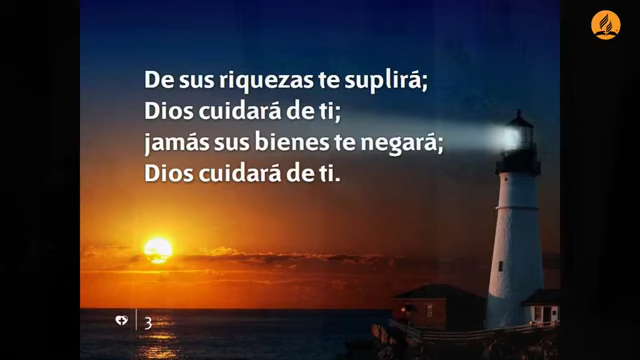 De sus riquezas te suplirá;
Dios cuidará de ti;
jamás sus bienes te negará;
Dios cuidará de ti.
3